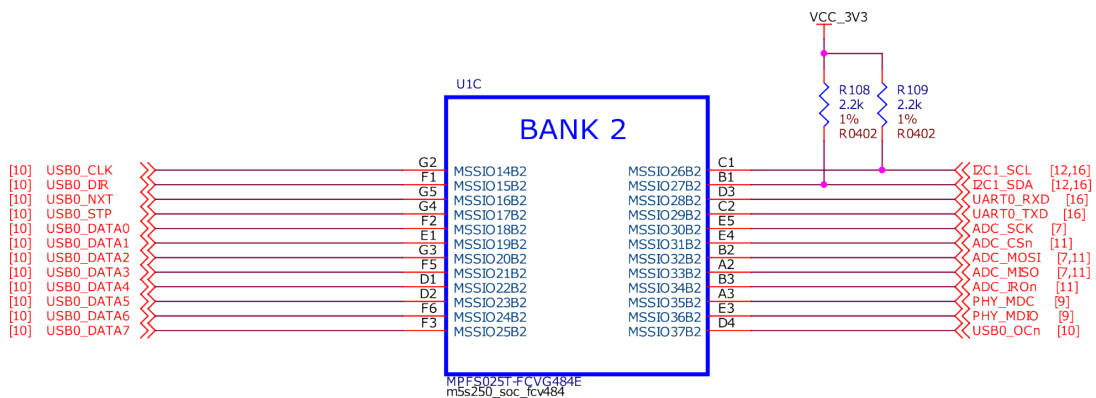 VCC_3V3
U1C
R108
2.2k
1%
R0402
R109
2.2k
1%
R0402
BANK 2
[10] USB0_CLK G2 MSSIO14B2 MSSIO26B2 C1 I2C1_SCL [12,16]
[10] USB0_DIR F1 MSSIO15B2 MSSIO27B2 B1 I2C1_SDA [12,16]
[10] USB0_NXT G5 MSSIO16B2 MSSIO28B2 D3 UART0_RXD [16]
[10] USB0_STP G4 MSSIO17B2 MSSIO29B2 C2 UART0_TXD [16]
[10] USB0_DATA0 F2 MSSIO18B2 MSSIO30B2 E5 ADC_SCK [7]
[10] USB0_DATA1 E1 MSSIO19B2 MSSIO31B2 E4 ADC_CSn [11]
[10] USB0_DATA2 G3 MSSIO20B2 MSSIO32B2 B2 ADC_MOSI [7,11]
[10] USB0_DATA3 F5 MSSIO21B2 MSSIO33B2 A2 ADC_MISO [7,11]
[10] USB0_DATA4 D1 MSSIO22B2 MSSIO34B2 B3 ADC_IRQn [11]
[10] USB0_DATA5 D2 MSSIO23B2 MSSIO35B2 A3 PHY_MDC [9]
[10] USB0_DATA6 F6 MSSIO24B2 MSSIO36B2 E3 PHY_MDIO [9]
[10] USB0_DATA7 F3 MSSIO25B2 MSSIO37B2 D4 USB0_OCn [10]
MPFS025T-FCVG484E
m5s250_soc_fcv484